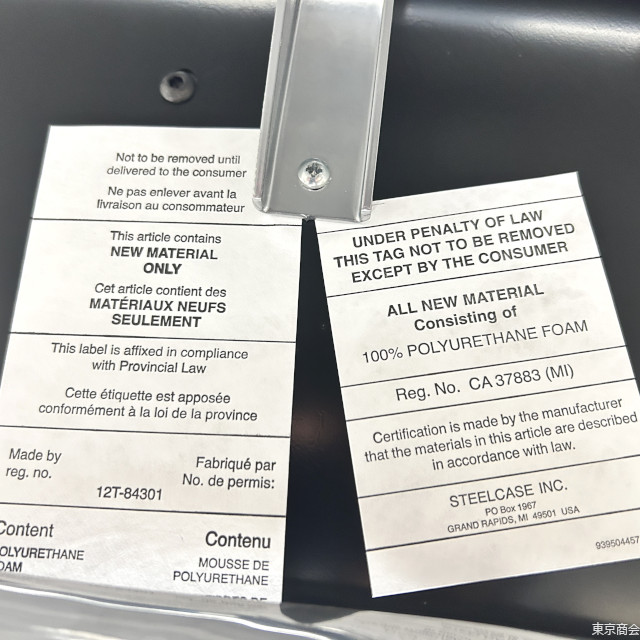 Not to be removed until
delivered to the consumer
Ne pas enlever avant la
livraison au consommateur
This article contains
NEW MATERIAL
ONLY
Cet article contient des
MATÉRIAUX NEUFS
SEULEMENT
This label is affixed in compliance
with Provincial Law
Cette étiquette est apposée
conformément à la loi de la province
Made by
reg. no.
Fabriqué par
No. de permis:
12T-84301
Content
OLYURETHANE
OAM
Contenu
MOUSSE DE
POLYURETHANE
UNDER PENALTY OF LAW
THIS TAG NOT TO BE REMOVED
EXCEPT BY THE CONSUMER
ALL NEW MATERIAL
Consisting of
100% POLYURETHANE FOAM
Reg. No. CA 37883 (MI)
Certification is made by the manufacturer
that the materials in this article are described
in accordance with law.
STEELCASE INC.
PO Box 1967
GRAND RAPIDS, MI 49501 USA
939504457
東京商会